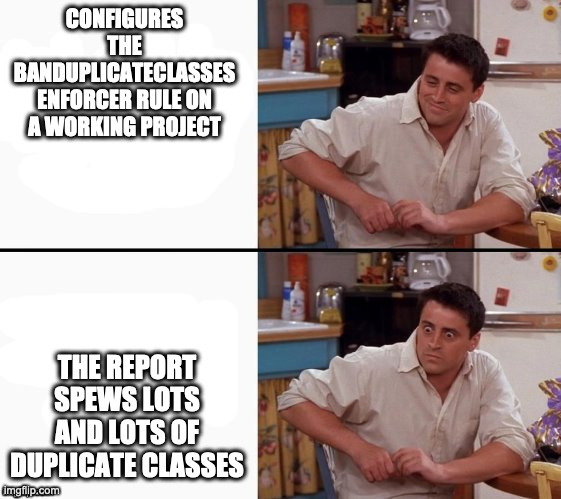 CONFIGURES
THE
BANDUPLICATECLASSES
ENFORCER RULE ON
A WORKING PROJECT
THE REPORT
SPEWS LOTS
AND LOTS OF
DUPLICATE CLASSES
imgflip.com